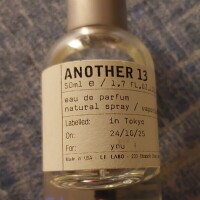 ANOTHER 13
50ml e / 1.7 fl.oz.
eau de parfum
natural spray /
Labelled: in Tokyo
On: 24/10/25
For: you !
LE LABO